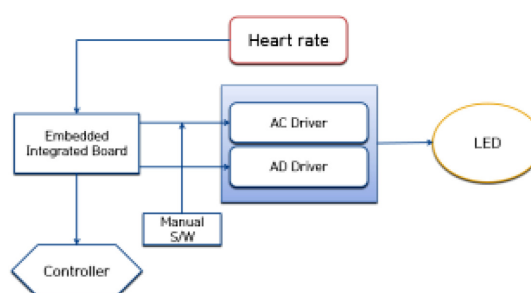 Heart rate
AC Driver
Embedded
Integrated Board
LED
AD Driver
Manual
S/W
Controller